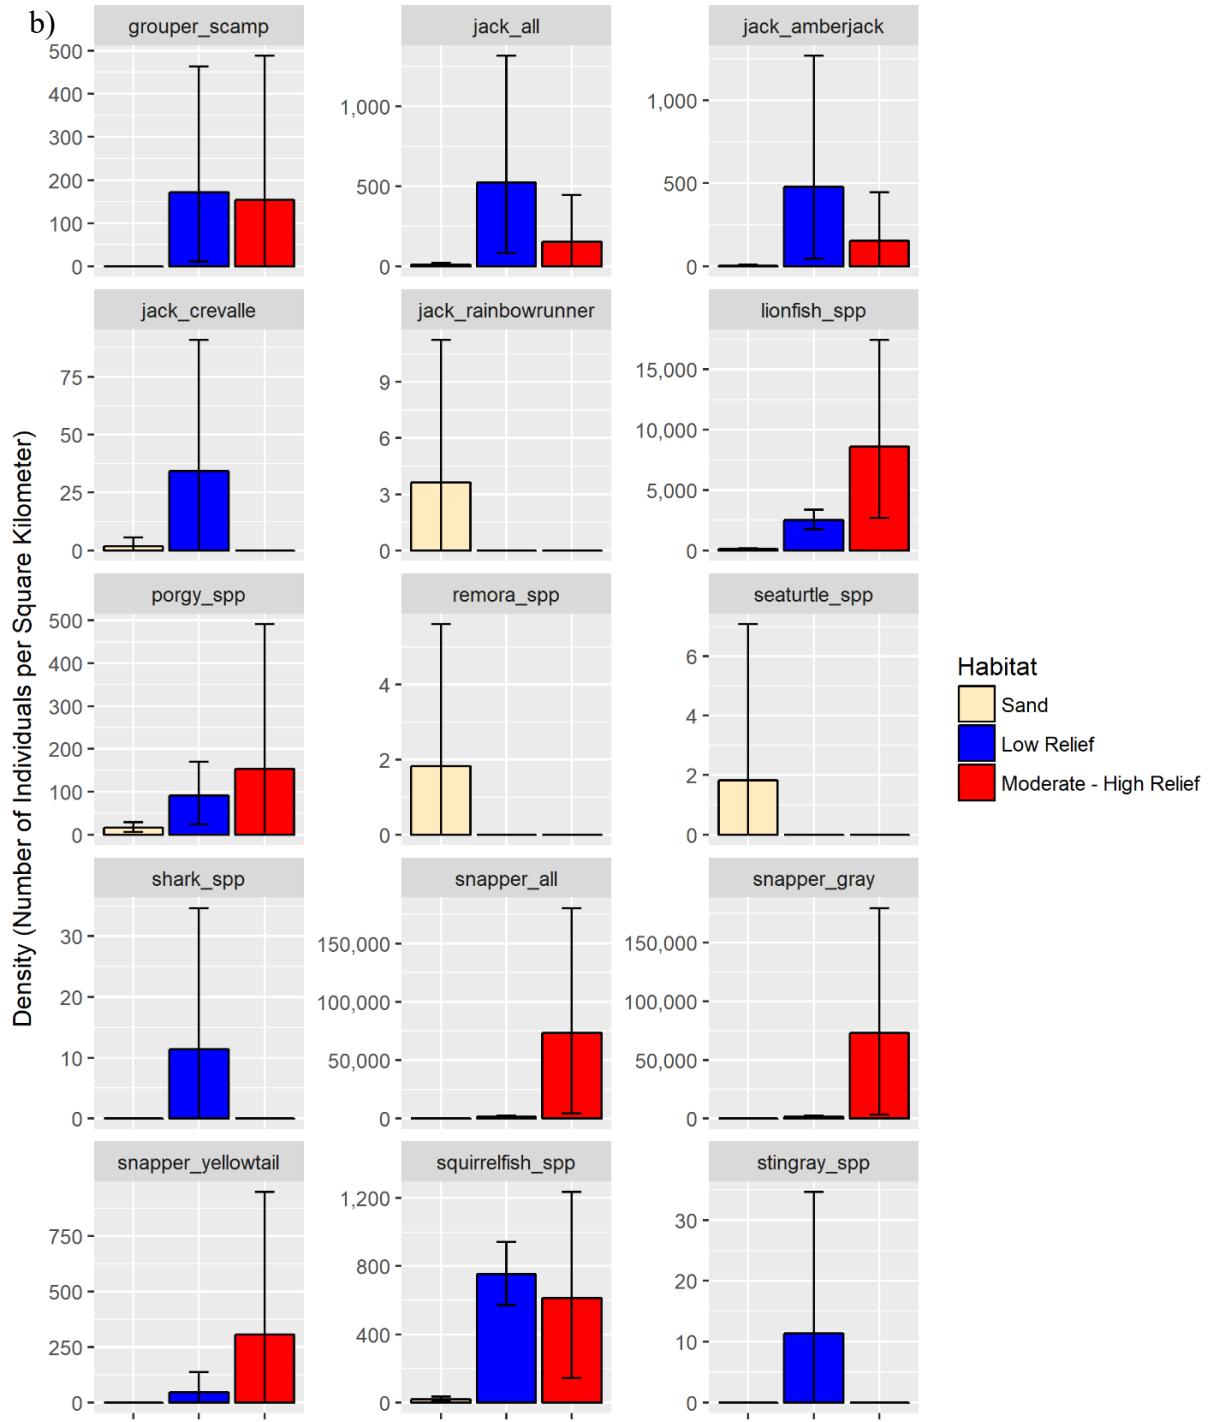 b)
grouper_scamp
jack_all
jack_amberjack
500
400
300
200
100
0
1,000
500
0
1,000
500
0
jack_crevalle
jack_rainbowrunner
lionfish_spp
75
50
25
0
9
6
3
0
15,000
10,000
5,000
0
porgy_spp
remora_spp
seaturtle_spp
500
400
300
200
100
0
4
2
0
6
4
2
0
shark_spp
snapper_all
snapper_gray
30
20
10
0
150,000
100,000
50,000
0
150,000
100,000
50,000
0
snapper_yellowtail
squirrelfish_spp
stingray_spp
750
500
250
0
1,200
800
400
0
30
20
10
0
Density (Number of Individuals per Square Kilometer)
Habitat
Sand
Low Relief
Moderate - High Relief